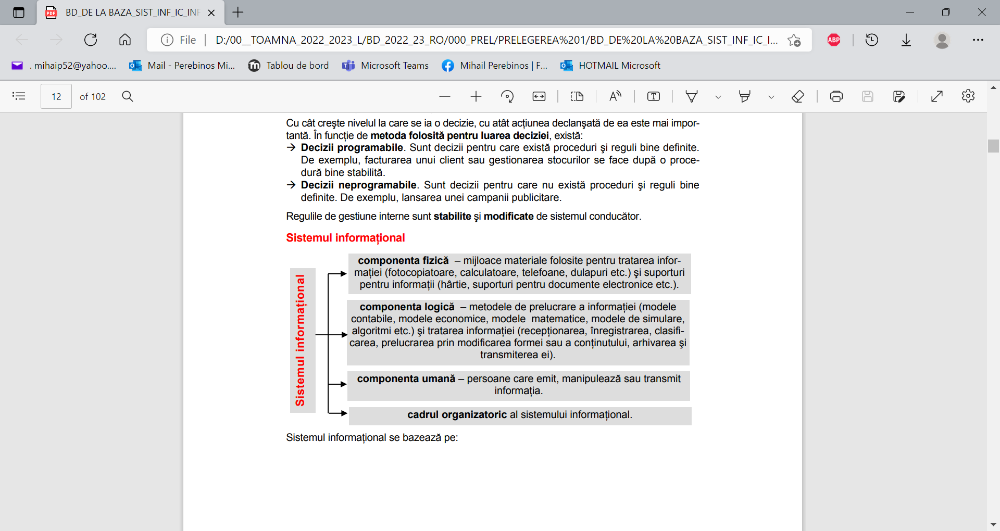 BD_DE LA BAZA_SIST_INF_IC_INF
File
D:/00__TOAMNA_2022_2023_L/BD_2022_23_RO/000_PREL/PRELEGEREA%201/BD_DE%20LA%20BAZA_SIST_INF_IC_I...
ABP
. mihaip52@yahoo....
Mail - Perebinos Mi...
Tablou de bord
Microsoft Teams
Mihail Perebinos | F...
HOTMAIL Microsoft
12 of 102
Cu cât creşte nivelul la care se ia o decizie, cu atât acţiunea declanşată de ea este mai impor-
tantă. În funcţie de metoda folosită pentru luarea deciziei, există:
→ Decizii programabile. Sunt decizii pentru care există proceduri şi reguli bine definite.
De exemplu, facturarea unui client sau gestionarea stocurilor se face după o proce-
dură bine stabilită.
→ Decizii neprogramabile. Sunt decizii pentru care nu există proceduri şi reguli bine
definite. De exemplu, lansarea unei campanii publicitare.
Regulile de gestiune interne sunt stabilite şi modificate de sistemul conducător.
Sistemul informaţional
Sistemul informaţional
componenta fizică – mijloace materiale folosite pentru tratarea infor-
maţiei (fotocopiatoare, calculatoare, telefoane, dulapuri etc.) şi suporturi
pentru informaţii (hârtie, suporturi pentru documente electronice etc.).
componenta logică – metodele de prelucrare a informaţiei (modele
contabile, modele economice, modele matematice, modele de simulare,
algoritmi etc.) şi tratarea informaţiei (recepţionarea, înregistrarea, clasifi-
carea, prelucrarea prin modificarea formei sau a conţinutului, arhivarea şi
transmiterea ei).
componenta umană – persoane care emit, manipulează sau transmit
informaţia.
cadrul organizatoric al sistemului informaţional.
Sistemul informaţional se bazează pe: